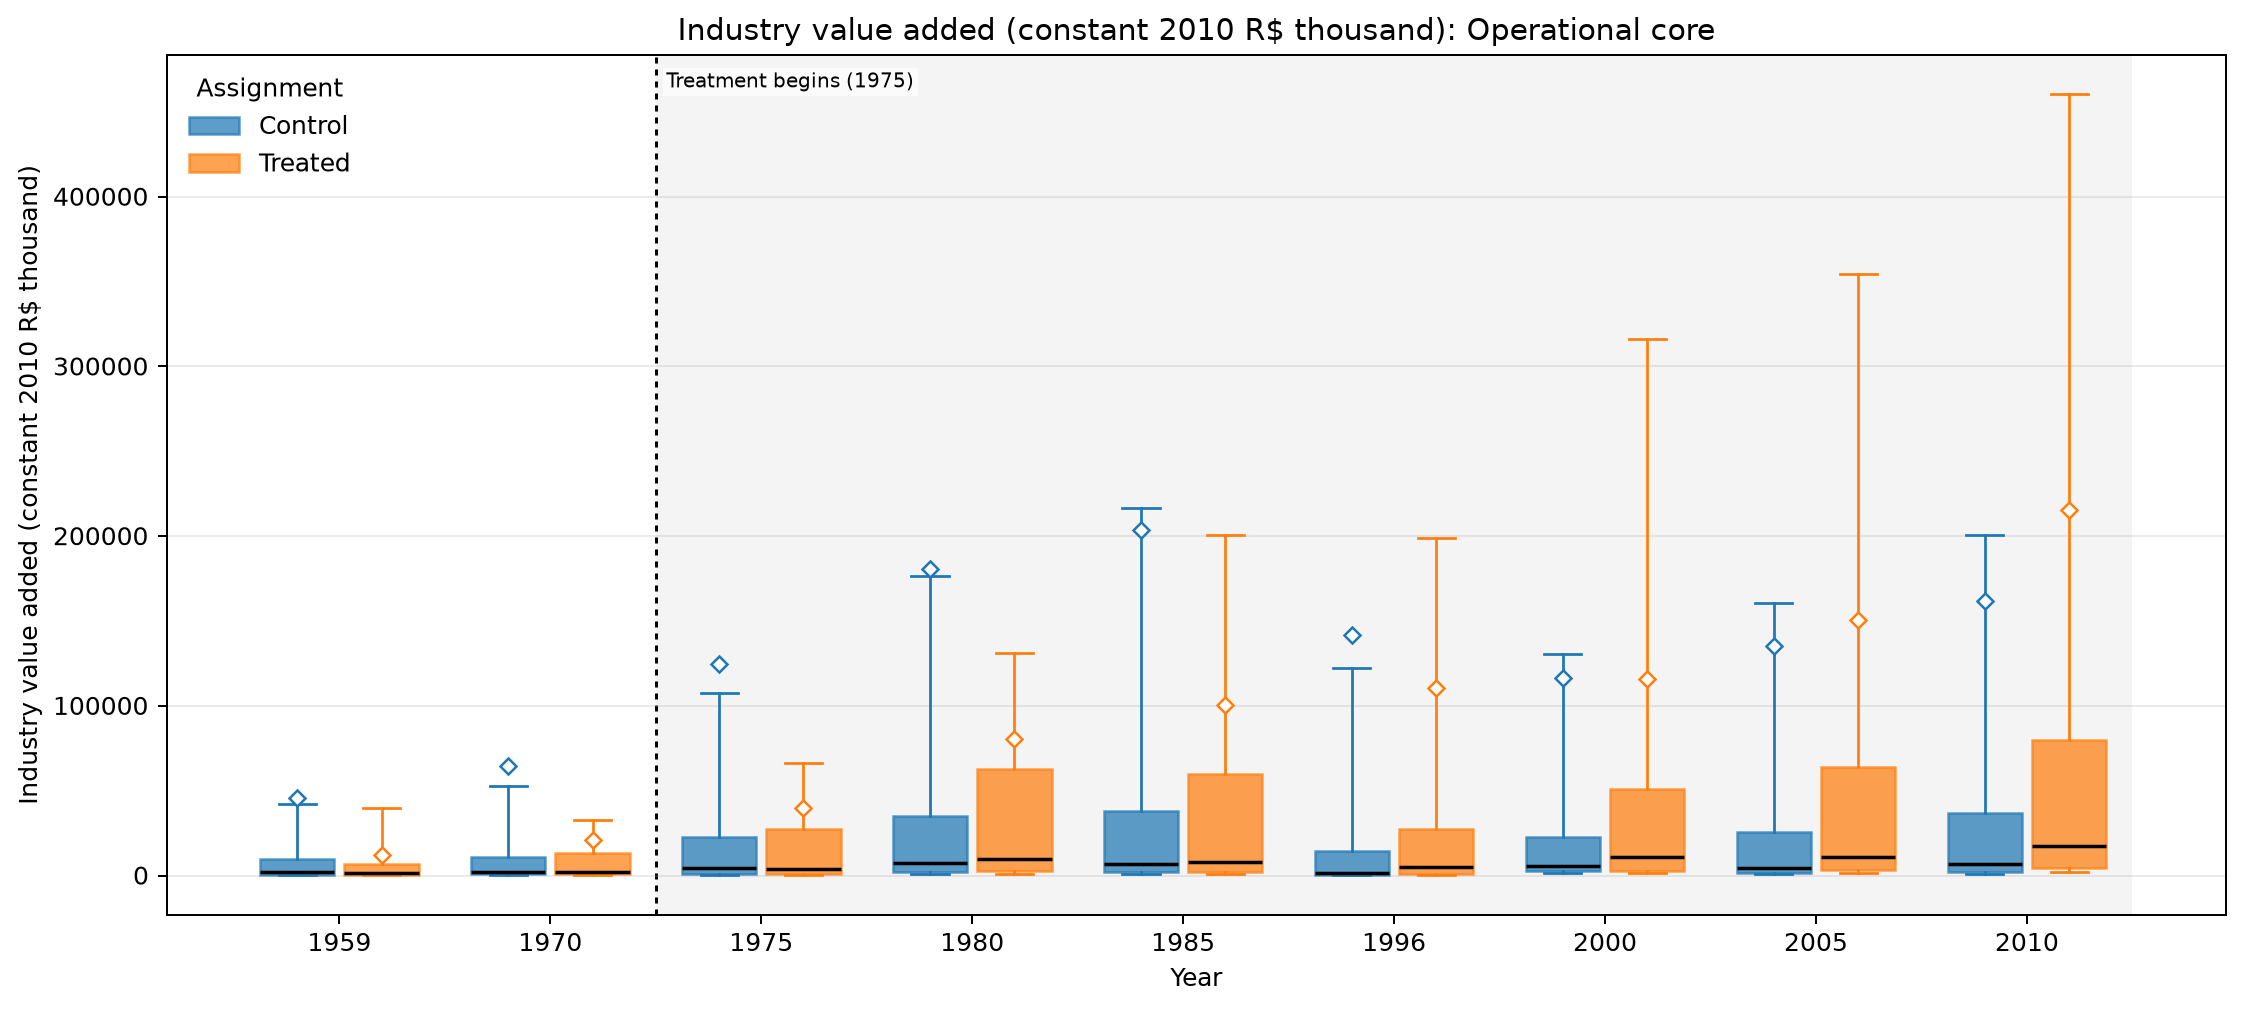 Industry value added (constant 2010 R$ thousand): Operational core
Industry value added (constant 2010 R$ thousand)
Assignment
Control
Treated
Treatment begins (1975)
400000
300000
200000
100000
0
1959 1970 1975 1980 1985 1996 2000 2005 2010
Year